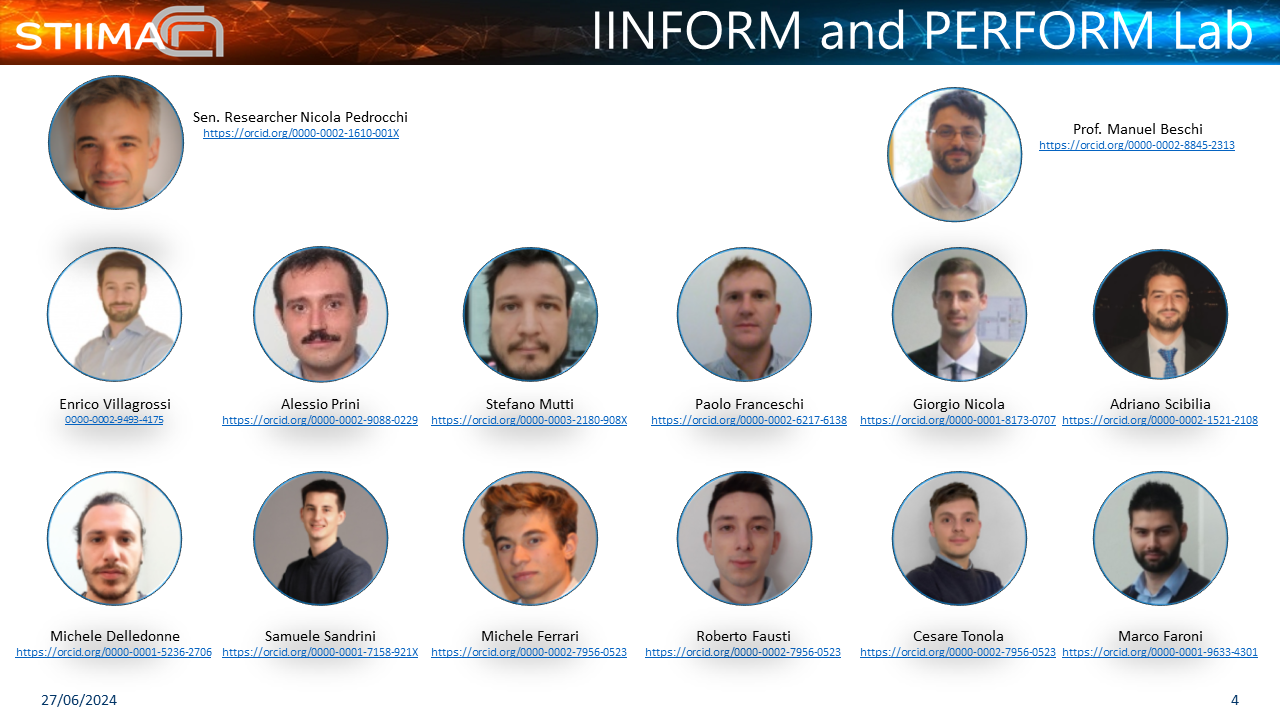 STIIMA
IINFORM and PERFORM Lab
Sen. Researcher Nicola Pedrocchi
https://orcid.org/0000-0002-1610-001X
Prof. Manuel Beschi
https://orcid.org/0000-0002-8845-2313
Enrico Villagrossi
0000-0002-9493-4175
Alessio Prini
https://orcid.org/0000-0002-9088-0229
Stefano Mutti
https://orcid.org/0000-0003-2180-908X
Paolo Franceschi
https://orcid.org/0000-0002-6217-6138
Giorgio Nicola
https://orcid.org/0000-0001-8173-0707
Adriano Scibilia
https://orcid.org/0000-0002-1521-2108
Michele Delledonne
https://orcid.org/0000-0001-5236-2706
Samuele Sandrini
https://orcid.org/0000-0001-7158-921X
Michele Ferrari
https://orcid.org/0000-0002-7956-0523
Roberto Fausti
https://orcid.org/0000-0002-7956-0523
Cesare Tonola
https://orcid.org/0000-0002-7956-0523
Marco Faroni
https://orcid.org/0000-0001-9633-4301
27/06/2024
4